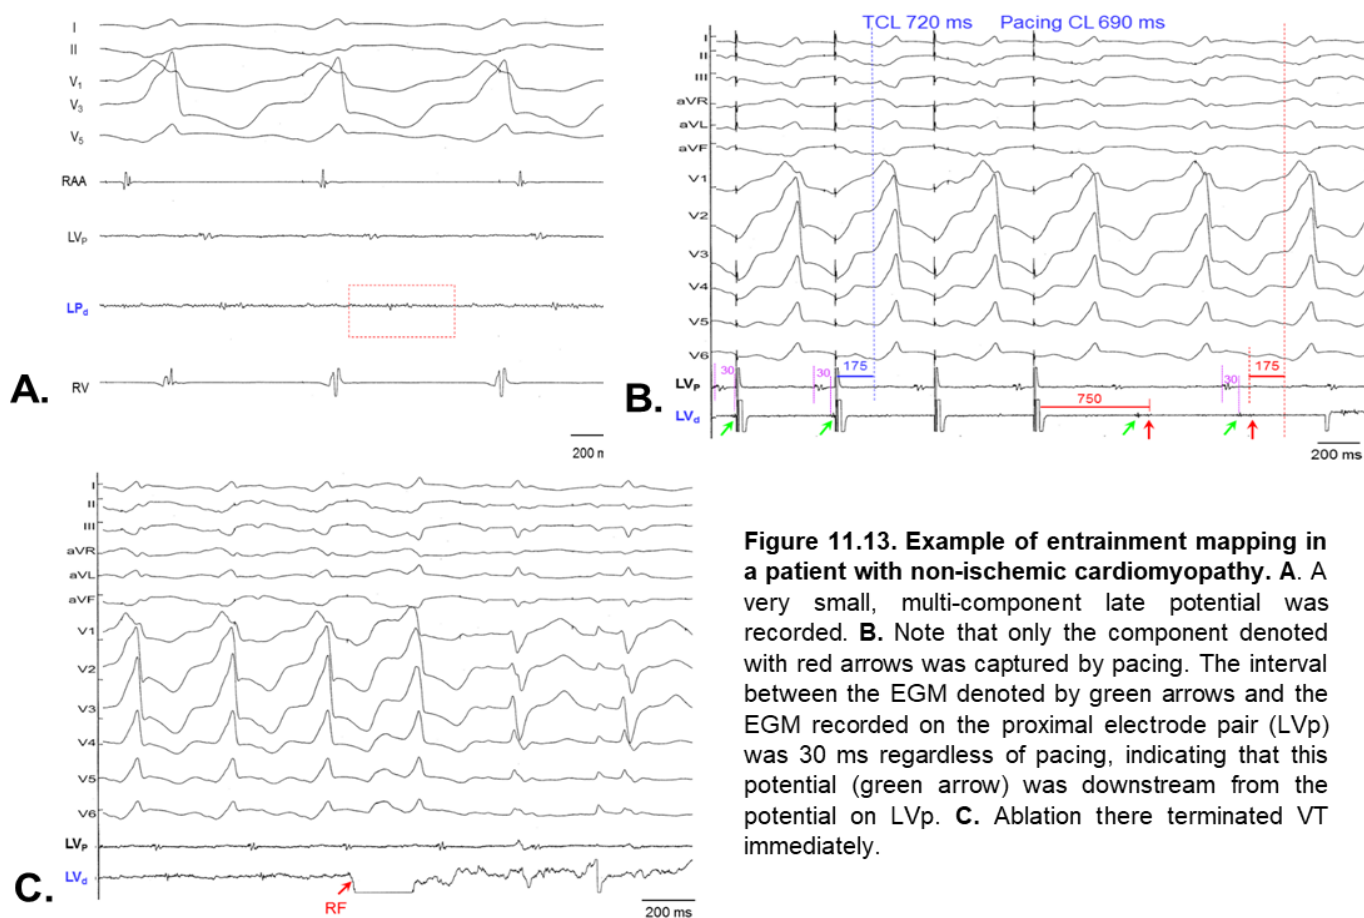 I
II
V1
V3
V5
RAA
LVP
LPd
RV
A.
200 n
TCL 720 ms Pacing CL 690 ms
I
II
III
aVR
aVL
aVF
V1
V2
V3
V4
V5
V6
30
30
175
30
175
LVP
750
LVd
B.
200 ms
I
II
III
aVR
aVL
aVF
V1
V2
V3
V4
V5
V6
LVP
LVd
C.
RF
200 ms
Figure 11.13. Example of entrainment mapping in
a patient with non-ischemic cardiomyopathy. A. A
very small, multi-component late potential was
recorded. B. Note that only the component denoted
with red arrows was captured by pacing. The interval
between the EGM denoted by green arrows and the
EGM recorded on the proximal electrode pair (LVp)
was 30 ms regardless of pacing, indicating that this
potential (green arrow) was downstream from the
potential on LVp. C. Ablation there terminated VT
immediately.